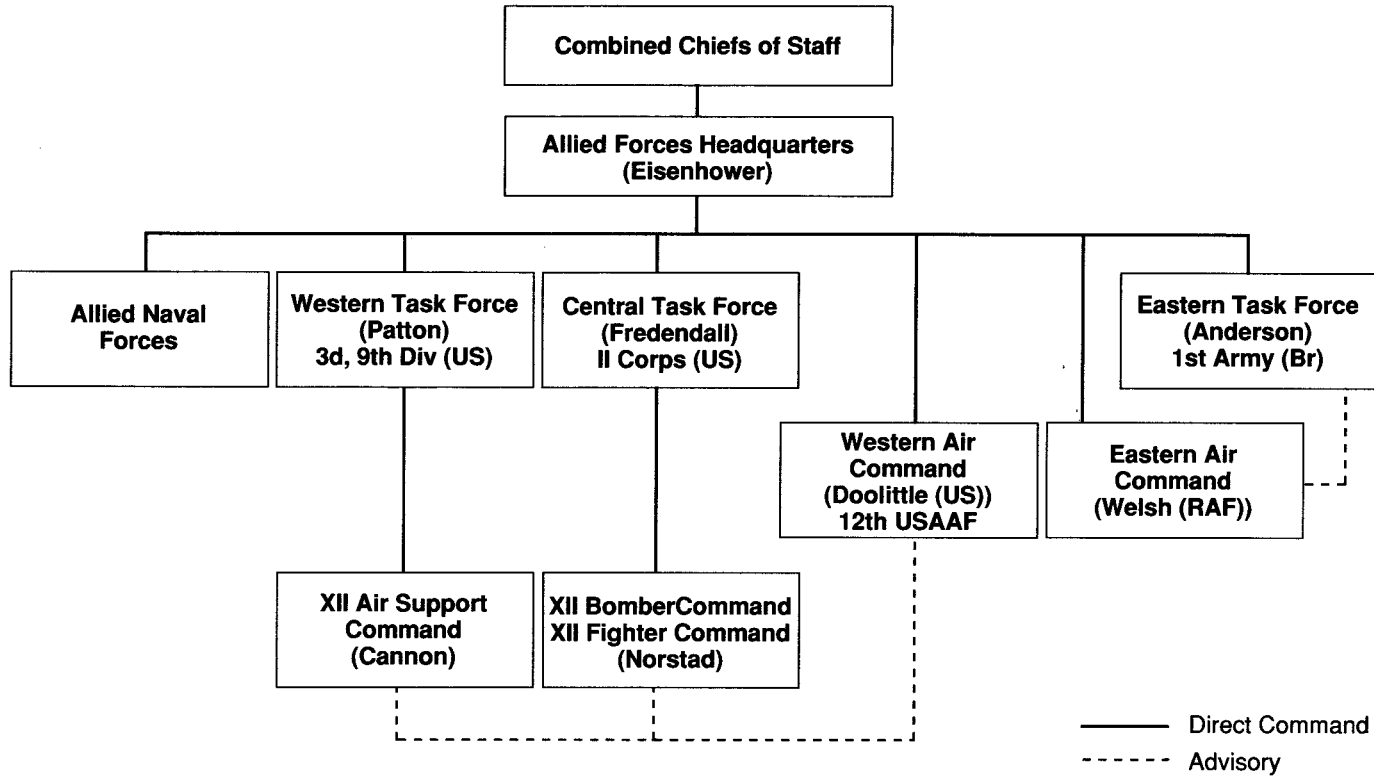 Combined Chiefs of Staff
Allied Forces Headquarters
(Eisenhower)
Allied Naval
Forces
Western Task Force
(Patton)
3d, 9th Div (US)
Central Task Force
(Fredendall)
II Corps (US)
Eastern Task Force
(Anderson)
1st Army (Br)
Western Air
Command
(Doolittle (US))
12th USAAF
Eastern Air
Command
(Welsh (RAF))
XII Air Support
Command
(Cannon)
XII BomberCommand
XII Fighter Command
(Norstad)
Direct Command
Advisory